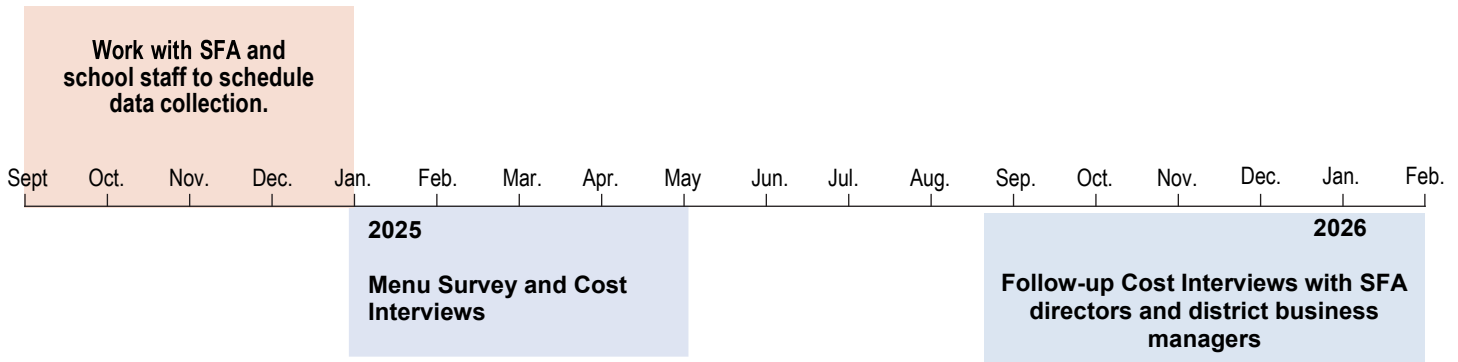 Work with SFA and
school staff to schedule
data collection.
Sept Oct. Nov. Dec. Jan. Feb. Mar. Apr. May Jun. Jul. Aug. Sep. Oct. Nov. Dec. Jan. Feb.
2025
Menu Survey and Cost
Interviews
2026
Follow-up Cost Interviews with SFA
directors and district business
managers